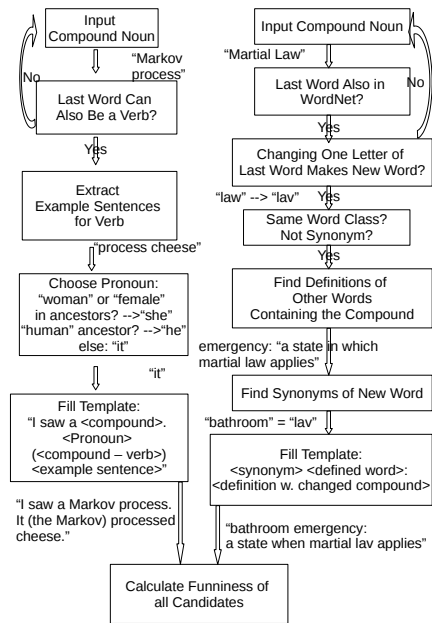 Input
Compound Noun
"Markov
process"
No
Last Word Can
Also Be a Verb?
Yes
Extract
Example Sentences
for Verb
"process cheese"
Choose Pronoun:
"woman" or "female"
in ancestors? -->"she"
"human" ancestor? -->"he"
else: "it"
"it"
Fill Template:
"I saw a <compound>.
<Pronoun>
(<compound – verb>)
<example sentence>"
"I saw a Markov process.
It (the Markov) processed
cheese."
Input
Compound Noun
"Martial Law"
No
Last Word Also in
WordNet?
Yes
Changing One Letter of
Last Word Makes New Word?
"law" --> "lav"
Yes
Same Word Class?
Not Synonym?
Yes
Find Definitions of
Other Words
Containing the Compound
emergency: "a state in which
martial law applies"
Find Synonyms of New Word
"bathroom" = "lav"
Fill Template:
<synonym> <defined word>:
<definition w. changed compound>
"bathroom emergency:
a state when martial lav applies"
Calculate Funniness of
all Candidates